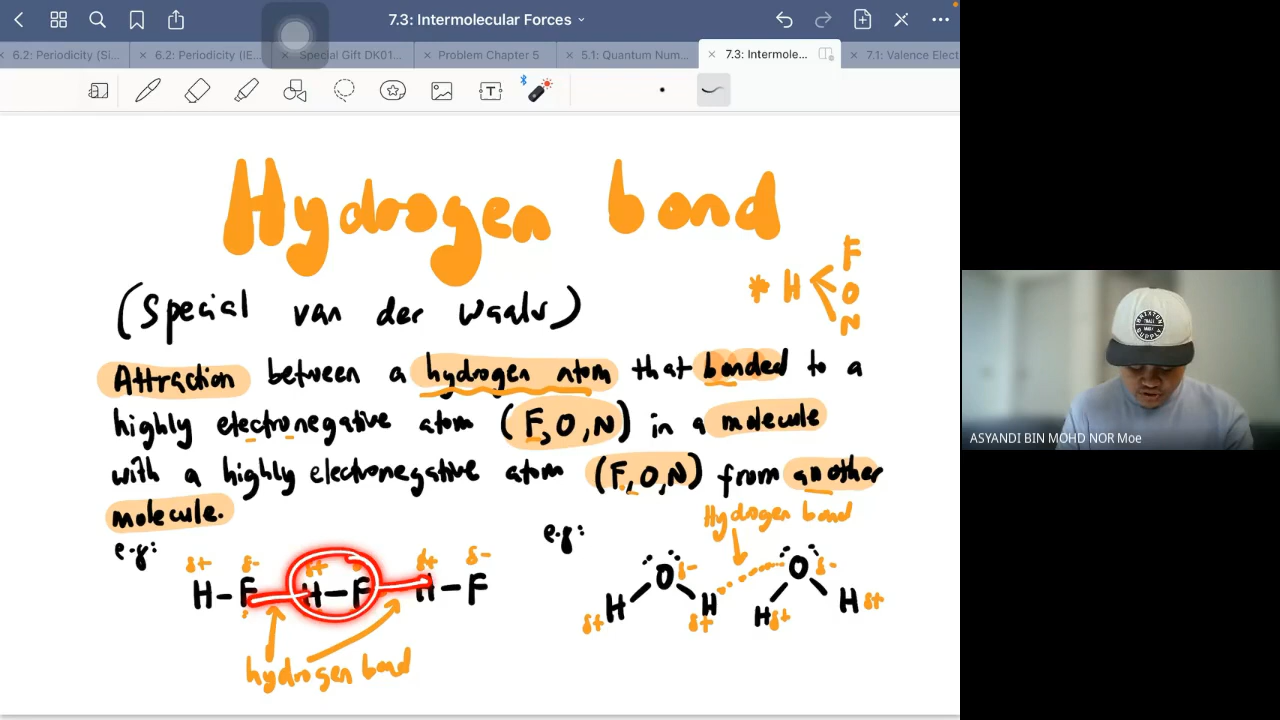 7.3: Intermolecular Forces
6.2: Periodicity (Si...
6.2: Periodicity (IE...
Special Gift DK01...
Problem Chapter 5
5.1: Quantum Num...
7.3: Intermole...
7.1: Valence Elect
T
Hydrogen bond
(Special van der Waals)
* H F O N
Attraction between a hydrogen atom that bonded to a
highly electronegative atom (F,O,N) in a molecule
with a highly electronegative atom (F,O,N) from another
molecule.
Hydrogen bond
e.g:
e.g:
δ+ δ- δ+ δ+ δ-
H-F H-F H-F
hydrogen bond
O δ- O δ-
H H H H δ+
δ+ δ+ δ+
ASYANDI BIN MOHD NOR Moe
BRIXTON
SUPPLY